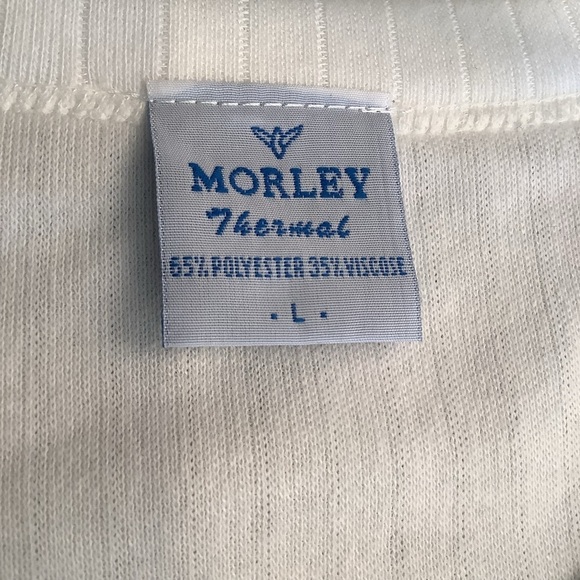 MORLEY
Thermal
65% POLYESTER 35% VISCOSE
. L .